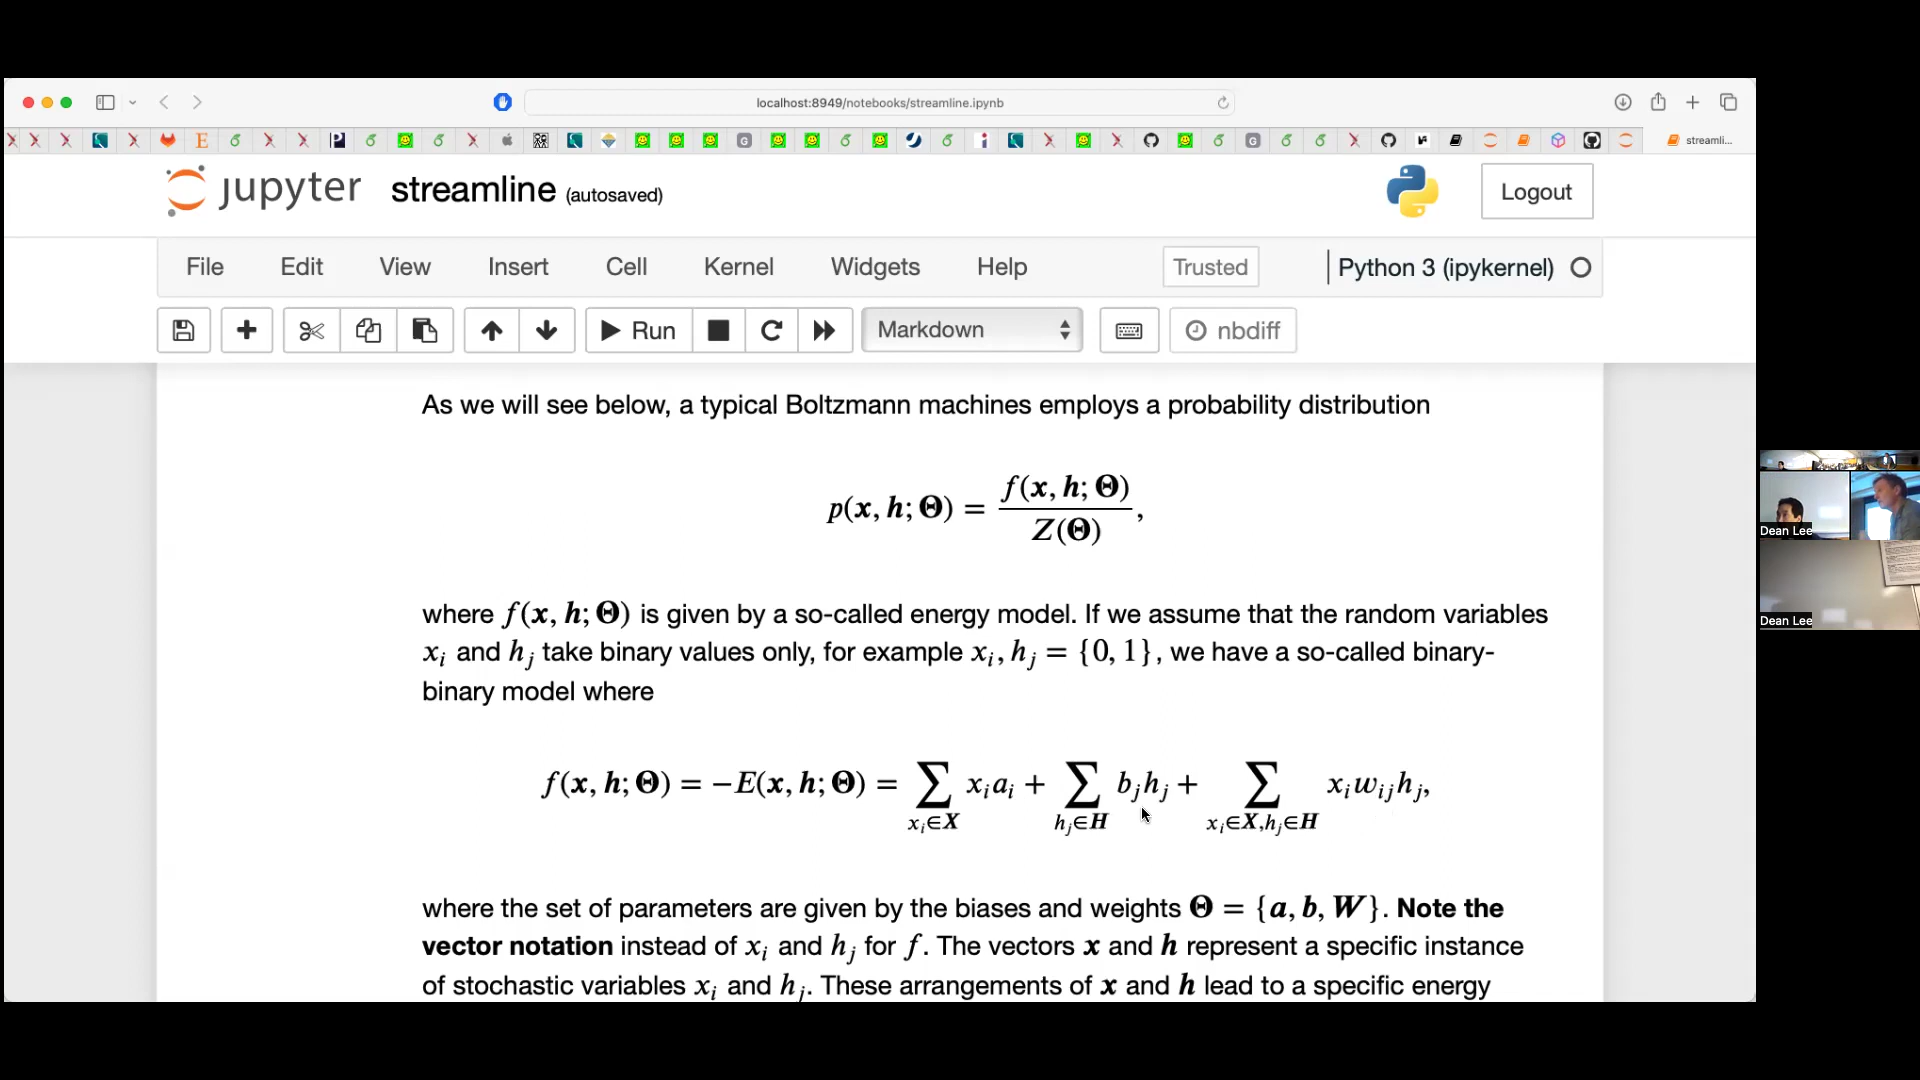 localhost:8949/notebooks/streamline.ipynb
streamli...
jupyter streamline (autosaved)
Logout
File Edit View Insert Cell Kernel Widgets Help Trusted Python 3 (ipykernel)
Run Markdown nbdiff
As we will see below, a typical Boltzmann machines employs a probability distribution
p(x, h; Θ) = f(x, h; Θ) / Z(Θ),
where f(x, h; Θ) is given by a so-called energy model. If we assume that the random variables
x_i and h_j take binary values only, for example x_i, h_j = {0, 1}, we have a so-called binary-
binary model where
f(x, h; Θ) = −E(x, h; Θ) = ∑_{x_i∈X} x_i a_i + ∑_{h_j∈H} b_j h_j + ∑_{x_i∈X,h_j∈H} x_i w_{ij} h_j,
where the set of parameters are given by the biases and weights Θ = {a, b, W}. Note the
vector notation instead of x_i and h_j for f. The vectors x and h represent a specific instance
of stochastic variables x_i and h_j. These arrangements of x and h lead to a specific energy
Dean Lee
Dean Lee